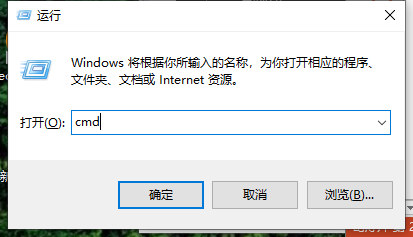 运行
Windows 将根据你所输入的名称，为你打开相应的程序、
文件夹、文档或 Internet 资源。
打开(O):
cmd
确定
取消
浏览(B)...